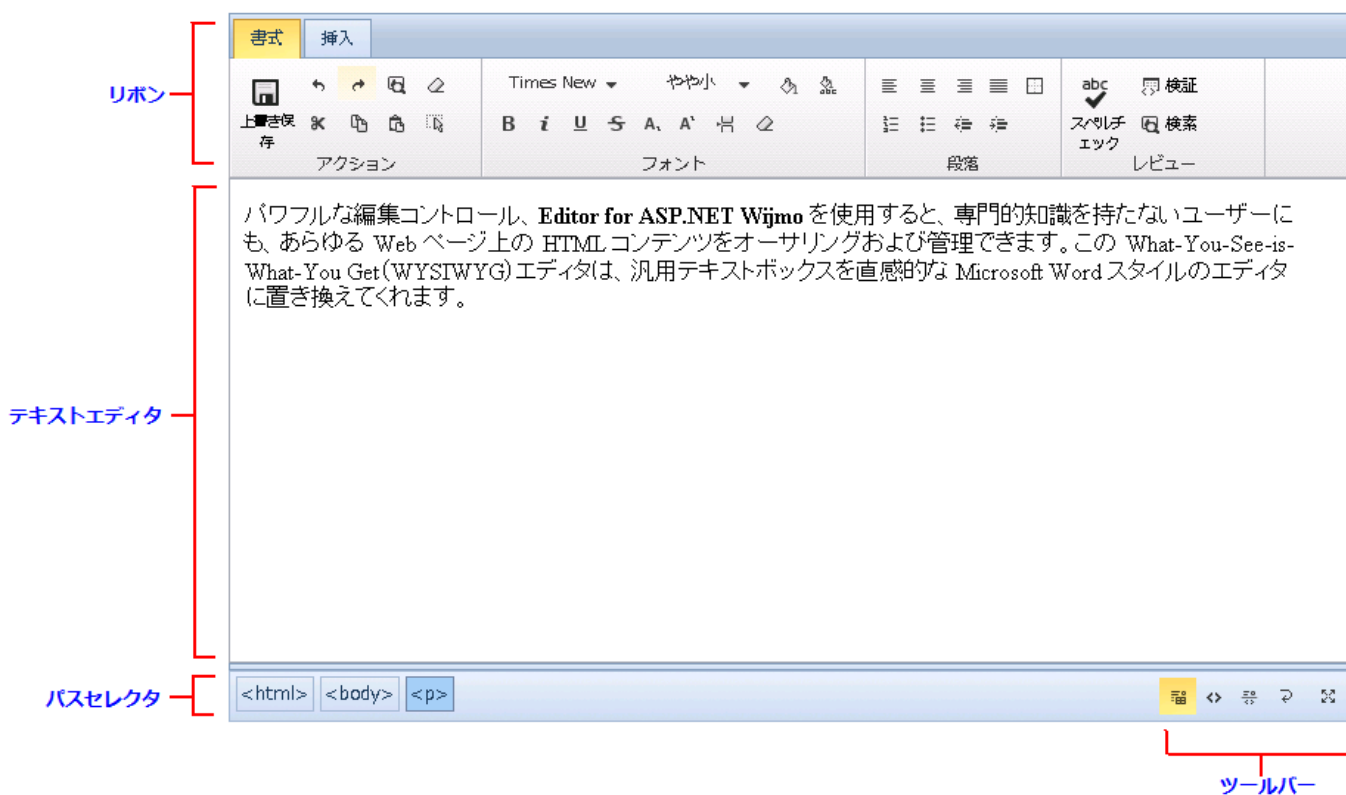 書式 挿入
リボン
上書き保存
アクション
Times New やや小
B i U S A、 A`
フォント
段落
abc
スペルチェック
検証
検索
レビュー
テキストエディタ
パワフルな編集コントロール、Editor for ASP.NET Wijmo を使用すると、専門的知識を持たないユーザーに
も、あらゆる Web ページ上の HTML コンテンツをオーサリングおよび管理できます。この What-You-See-is-
What-You Get(WYSIWYG)エディタは、汎用テキストボックスを直感的な Microsoft Word スタイルのエディタ
に置き換えてくれます。
パスセレクタ
<html> <body> <p>
ツールバー